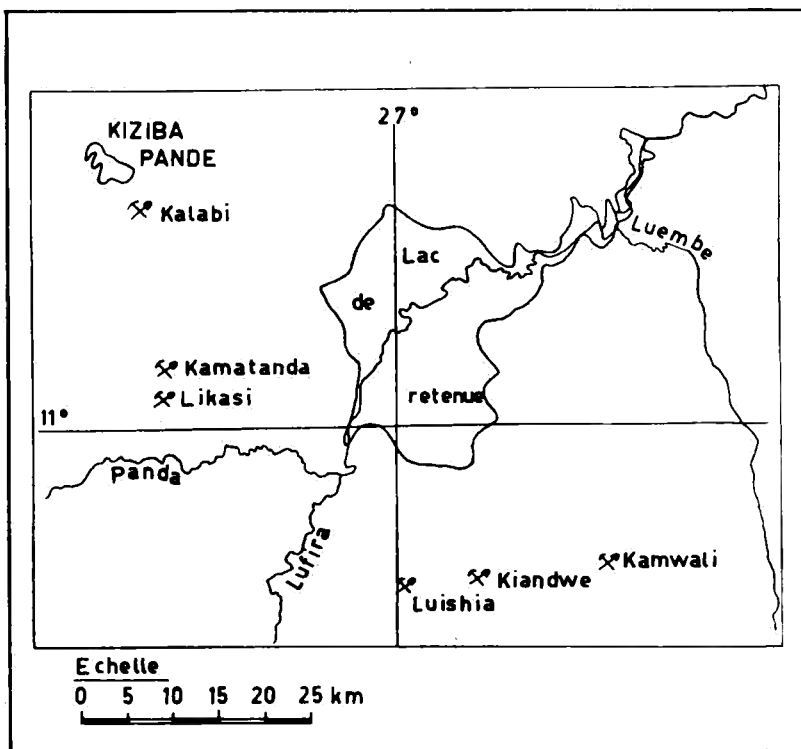 27°
KIZIBA
PANDE
Kalabi
Luembe
Lac
de
Kamatanda
Likasi
retenue
11°
Panda
Lufira
Kamwali
Kiandwe
Luishia
Echelle
0 5 10 15 20 25 km